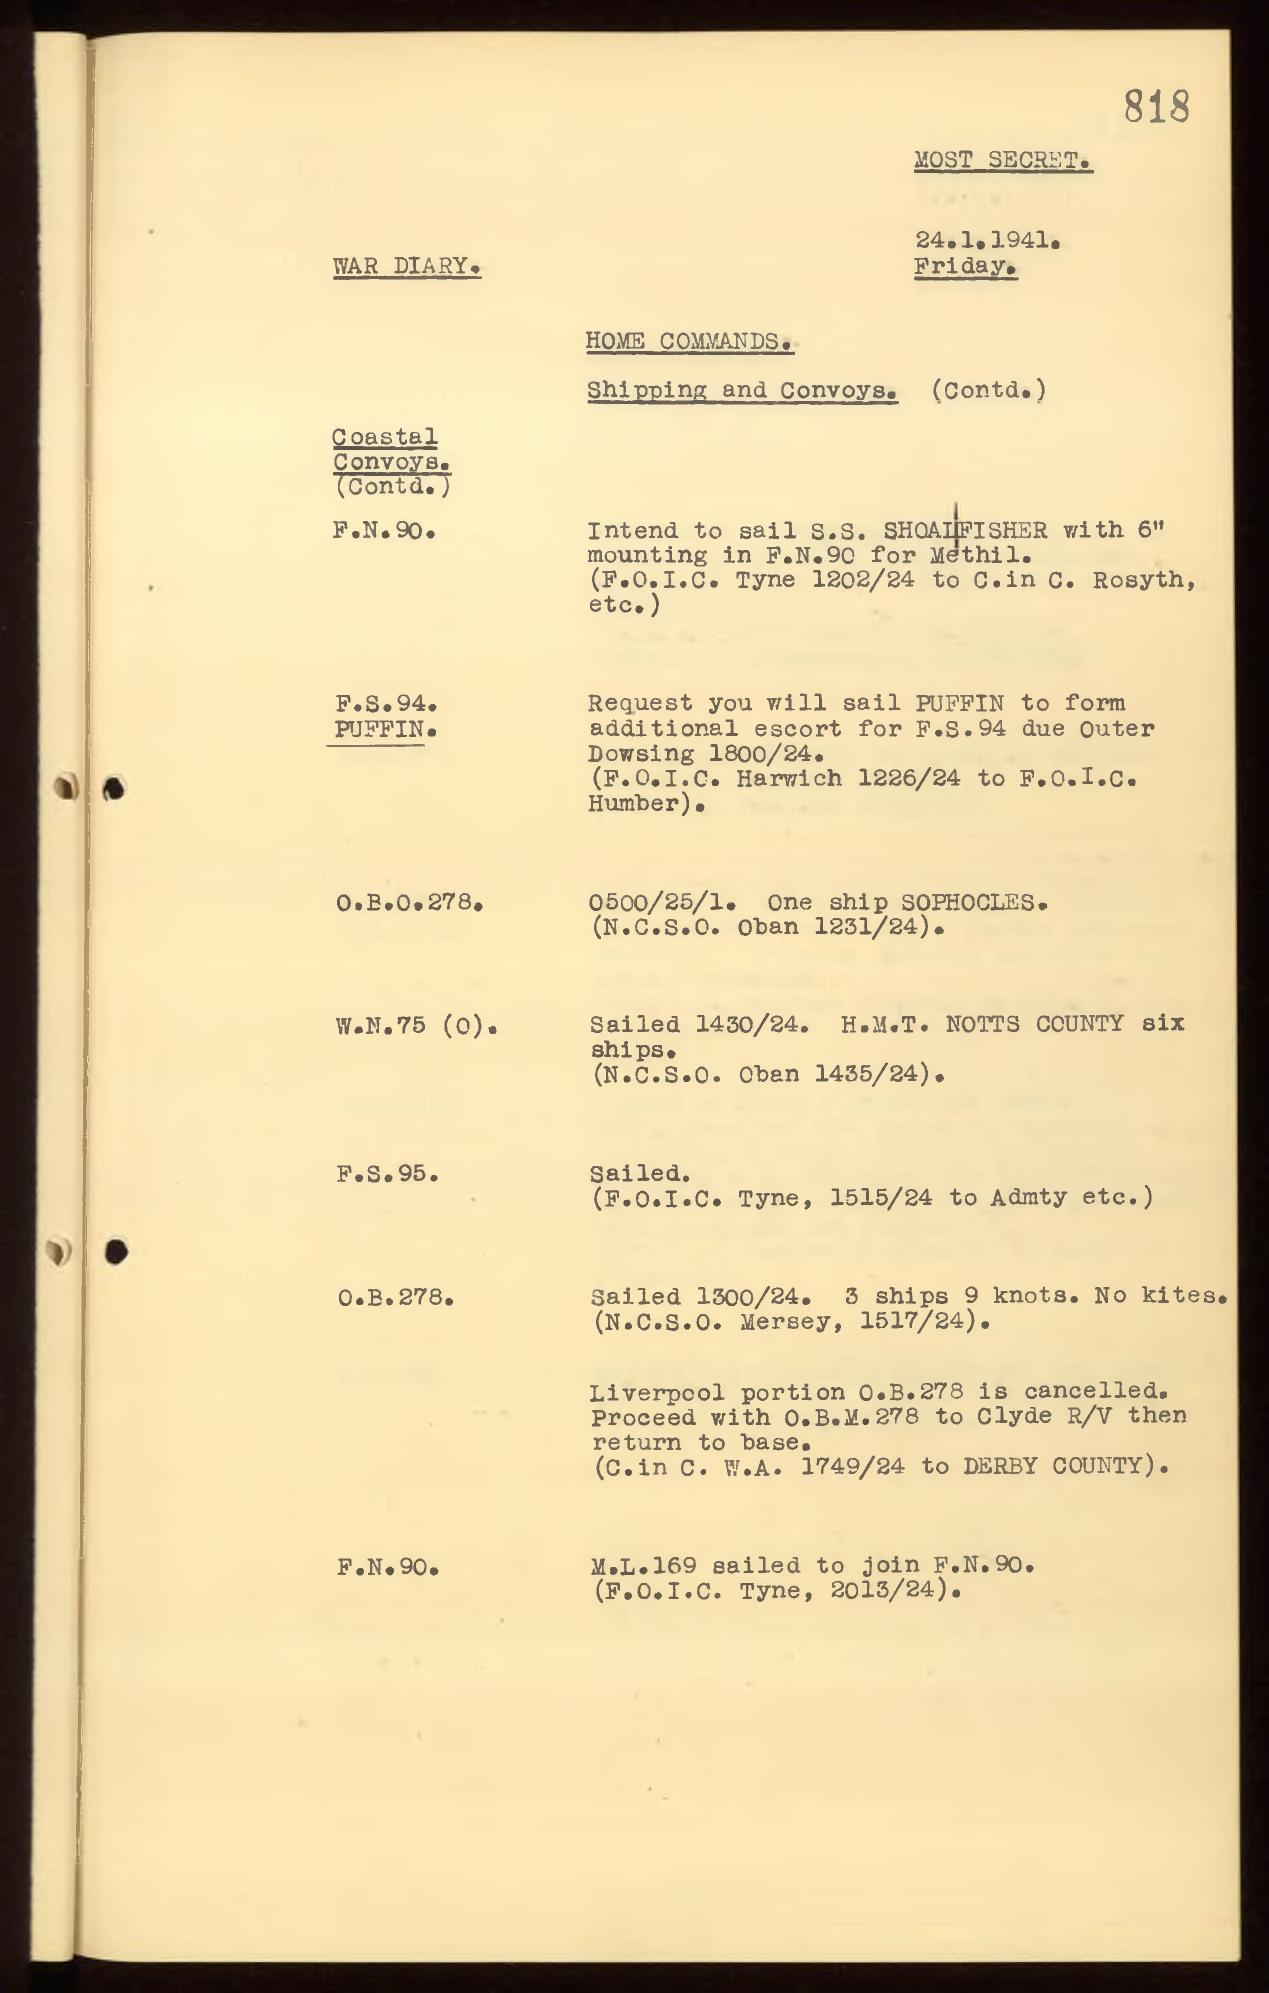 818
MOST SECRET.
24.1.1941.
WAR DIARY.
Friday.
HOME COMMANDS.
Shipping and Convoys. (Contd.)
Coastal
Convoys.
(Contd.)
F.N.90.
Intend to sail S.S. SHOAL|FISHER with 6"
mounting in F.N.90 for Methil.
(F.O.I.C. Tyne 1202/24 to C.in C. Rosyth,
etc.)
F.S.94.
PUFFIN.
Request you will sail PUFFIN to form
additional escort for F.S.94 due Outer
Dowsing 1800/24.
(F.O.I.C. Harwich 1226/24 to F.O.I.C.
Humber).
O.B.O.278.
0500/25/1. One ship SOPHOCLES.
(N.C.S.O. Oban 1231/24).
W.N.75 (O).
Sailed 1430/24. H.M.T. NOTTS COUNTY six
ships.
(N.C.S.O. Oban 1435/24).
F.S.95.
Sailed.
(F.O.I.C. Tyne, 1515/24 to Admty etc.)
O.B.278.
Sailed 1300/24. 3 ships 9 knots. No kites.
(N.C.S.O. Mersey, 1517/24).
Liverpool portion O.B.278 is cancelled.
Proceed with O.B.M.278 to Clyde R/V then
return to base.
(C.in C. W.A. 1749/24 to DERBY COUNTY).
F.N.90.
M.L.169 sailed to join F.N.90.
(F.O.I.C. Tyne, 2013/24).